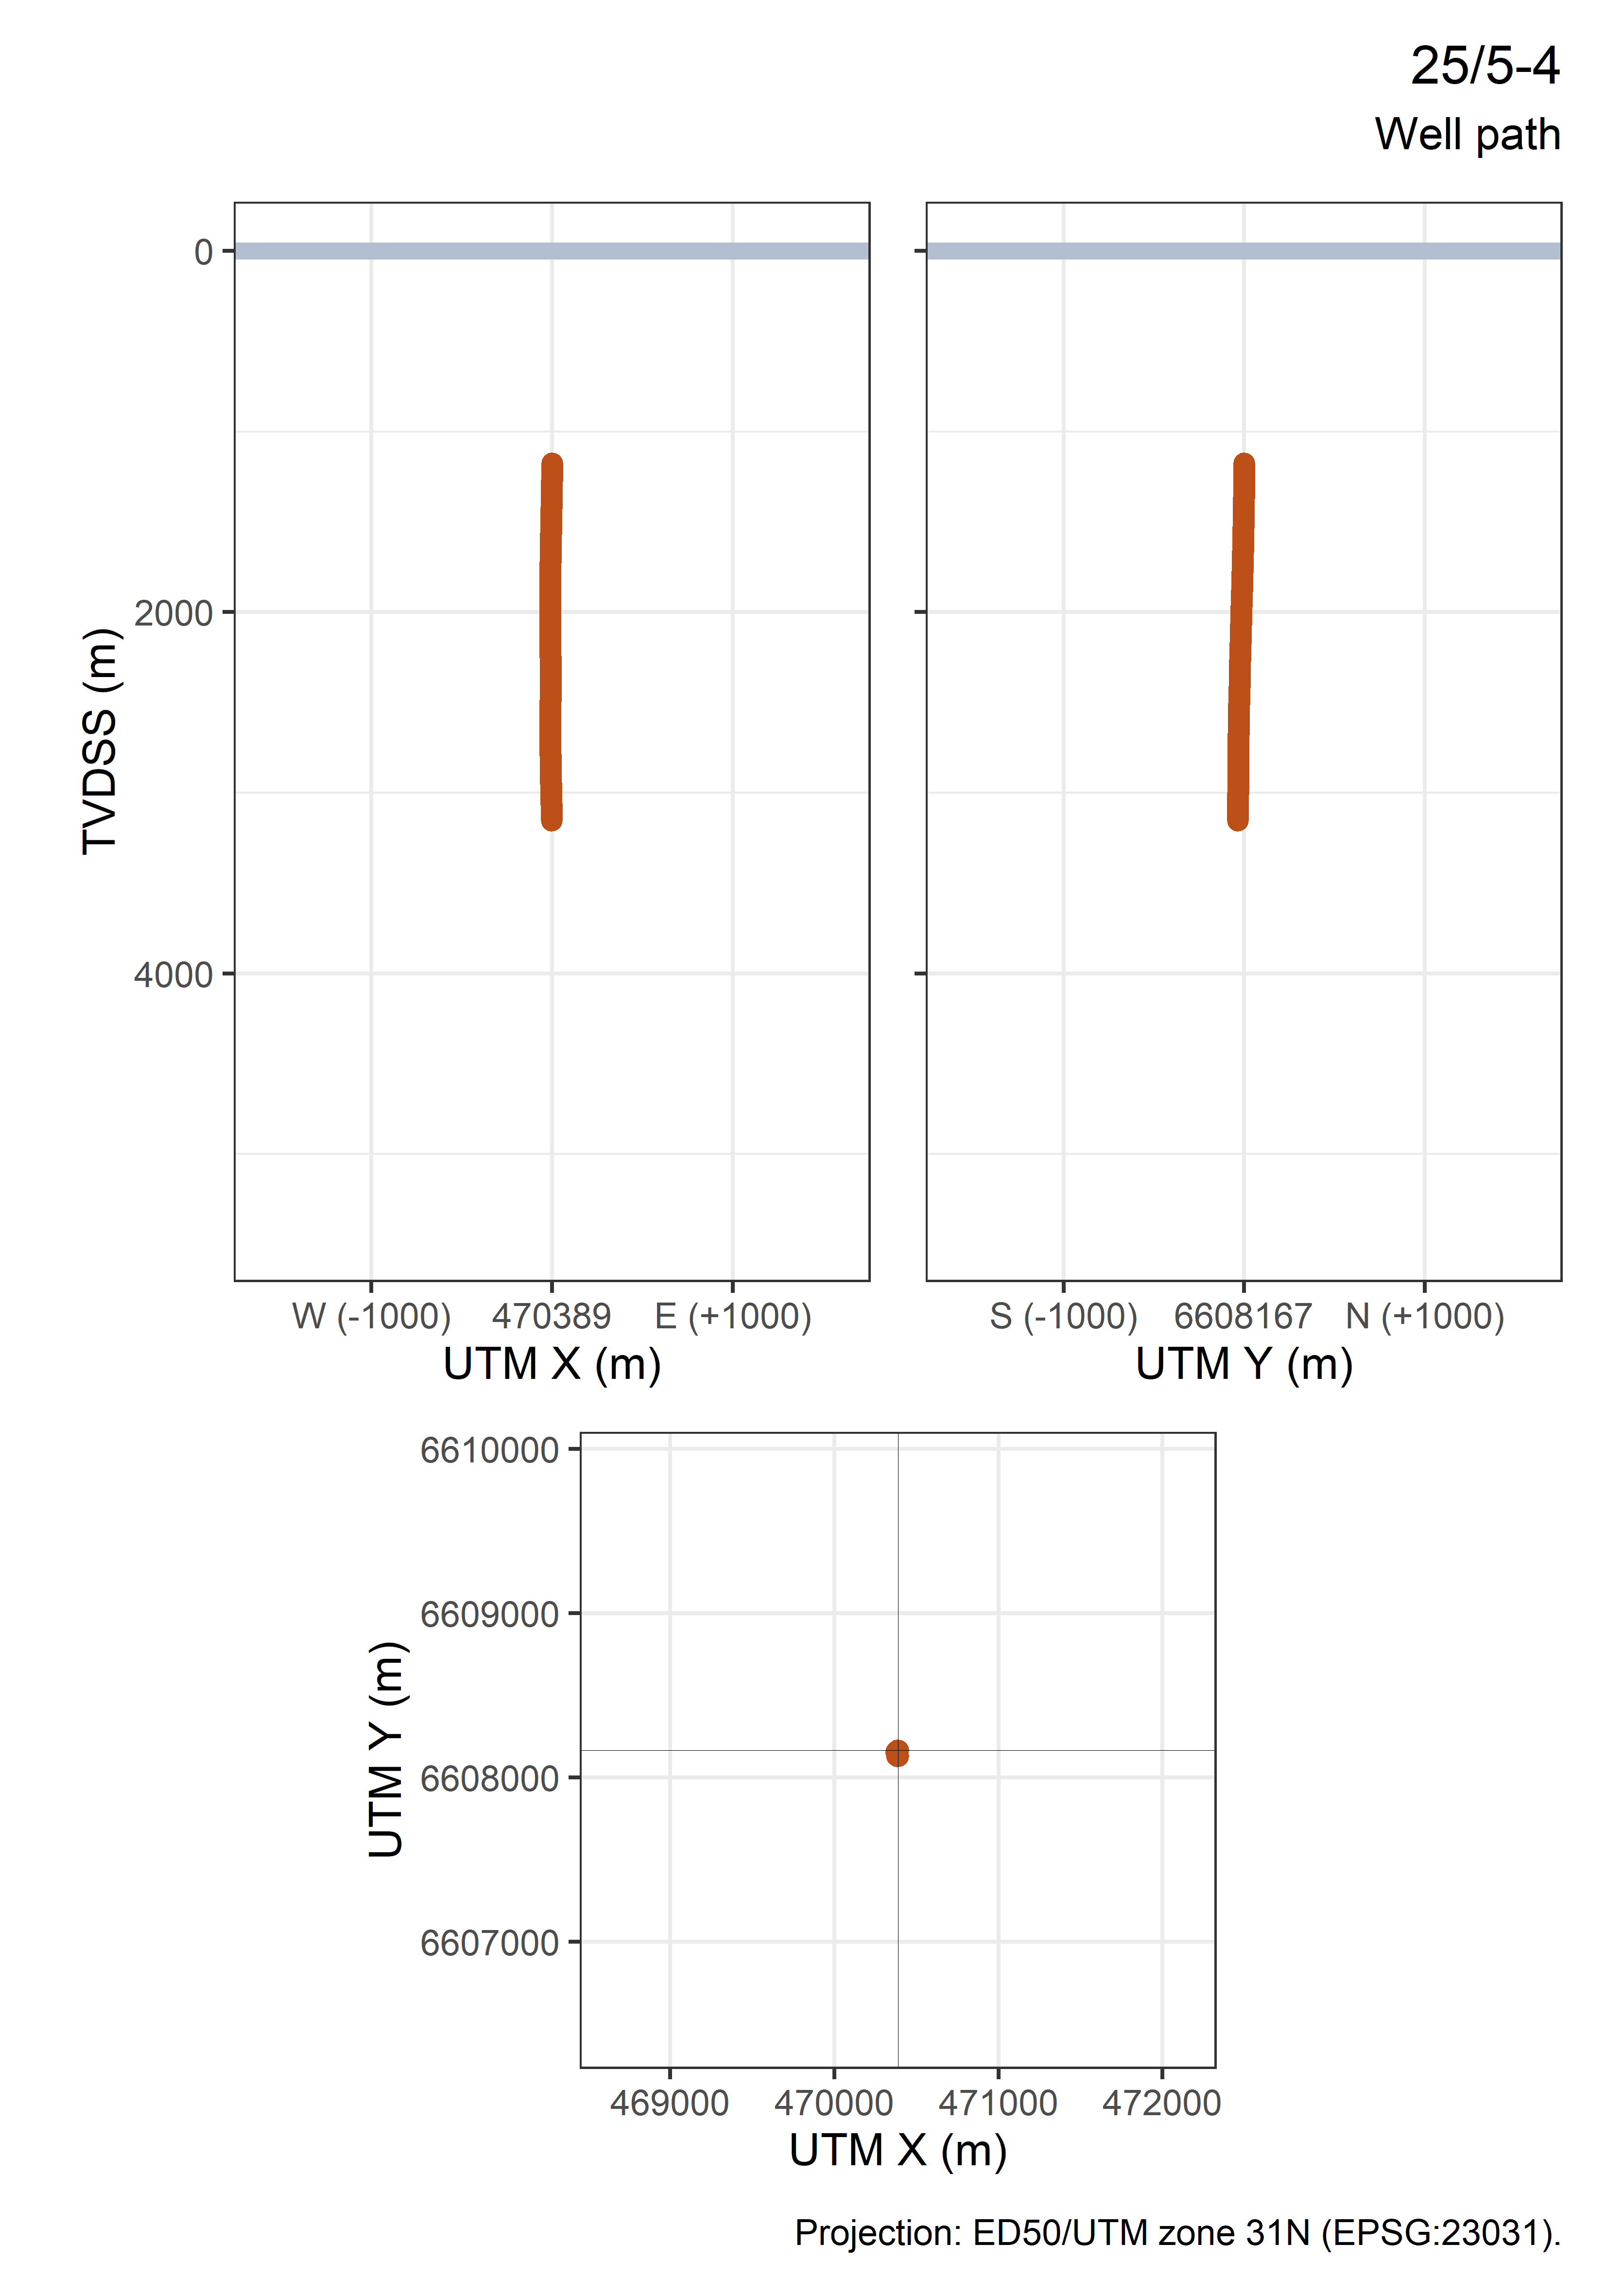 25/5-4
Well path
TVDSS (m)
0
2000
4000
W (-1000) 470389 E (+1000)
UTM X (m)
S (-1000) 6608167 N (+1000)
UTM Y (m)
UTM Y (m)
6610000
6609000
6608000
6607000
469000 470000 471000 472000
UTM X (m)
Projection: ED50/UTM zone 31N (EPSG:23031).